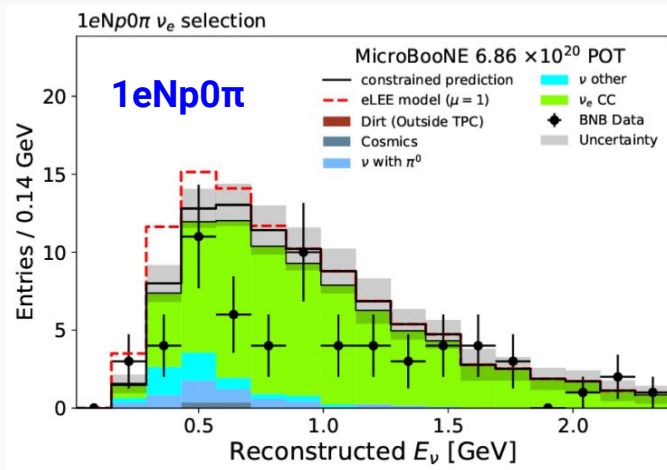 1eNp0π νe selection
MicroBooNE 6.86 ×10²⁰ POT
1eNp0π
constrained prediction
eLEE model (μ = 1)
Dirt (Outside TPC)
Cosmics
ν with π⁰
ν other
νe CC
BNB Data
Uncertainty
Entries / 0.14 GeV
20
15
10
5
0
0.5 1.0 1.5 2.0
Reconstructed Eν [GeV]